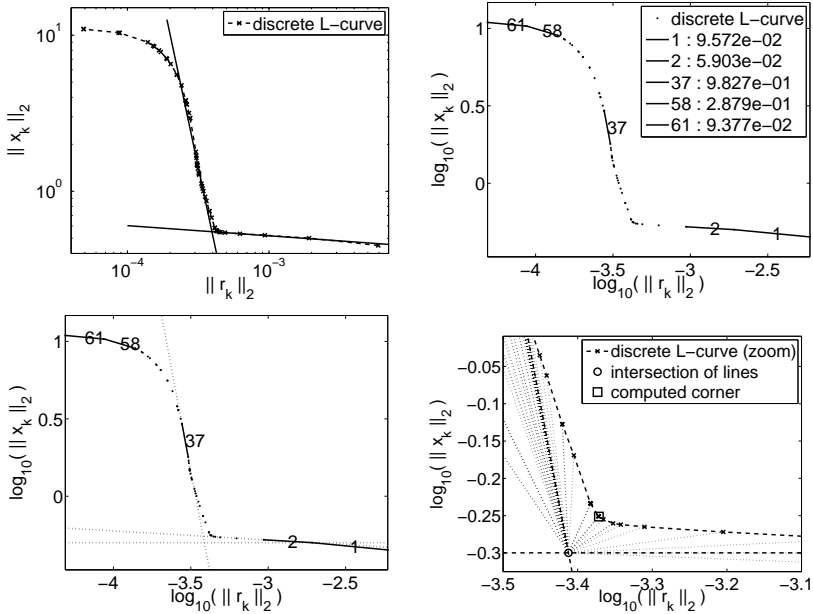 discrete L−curve
10^1
10^0
|| x_k ||_2
10^−4
10^−3
|| r_k ||_2
discrete L−curve
1 : 9.572e−02
2 : 5.903e−02
37 : 9.827e−01
58 : 2.879e−01
61 : 9.377e−02
61
58
37
2
1
1
0.5
0
log_10( || x_k ||_2 )
−4
−3.5
−3
−2.5
log_10( || r_k ||_2 )
61
58
37
2
1
1
0.5
0
log_10( || x_k ||_2 )
−4
−3.5
−3
−2.5
log_10( || r_k ||_2 )
discrete L−curve (zoom)
intersection of lines
computed corner
−0.05
−0.1
−0.15
−0.2
−0.25
−0.3
log_10( || x_k ||_2 )
−3.5
−3.4
−3.3
−3.2
−3.1
log_10( || r_k ||_2 )